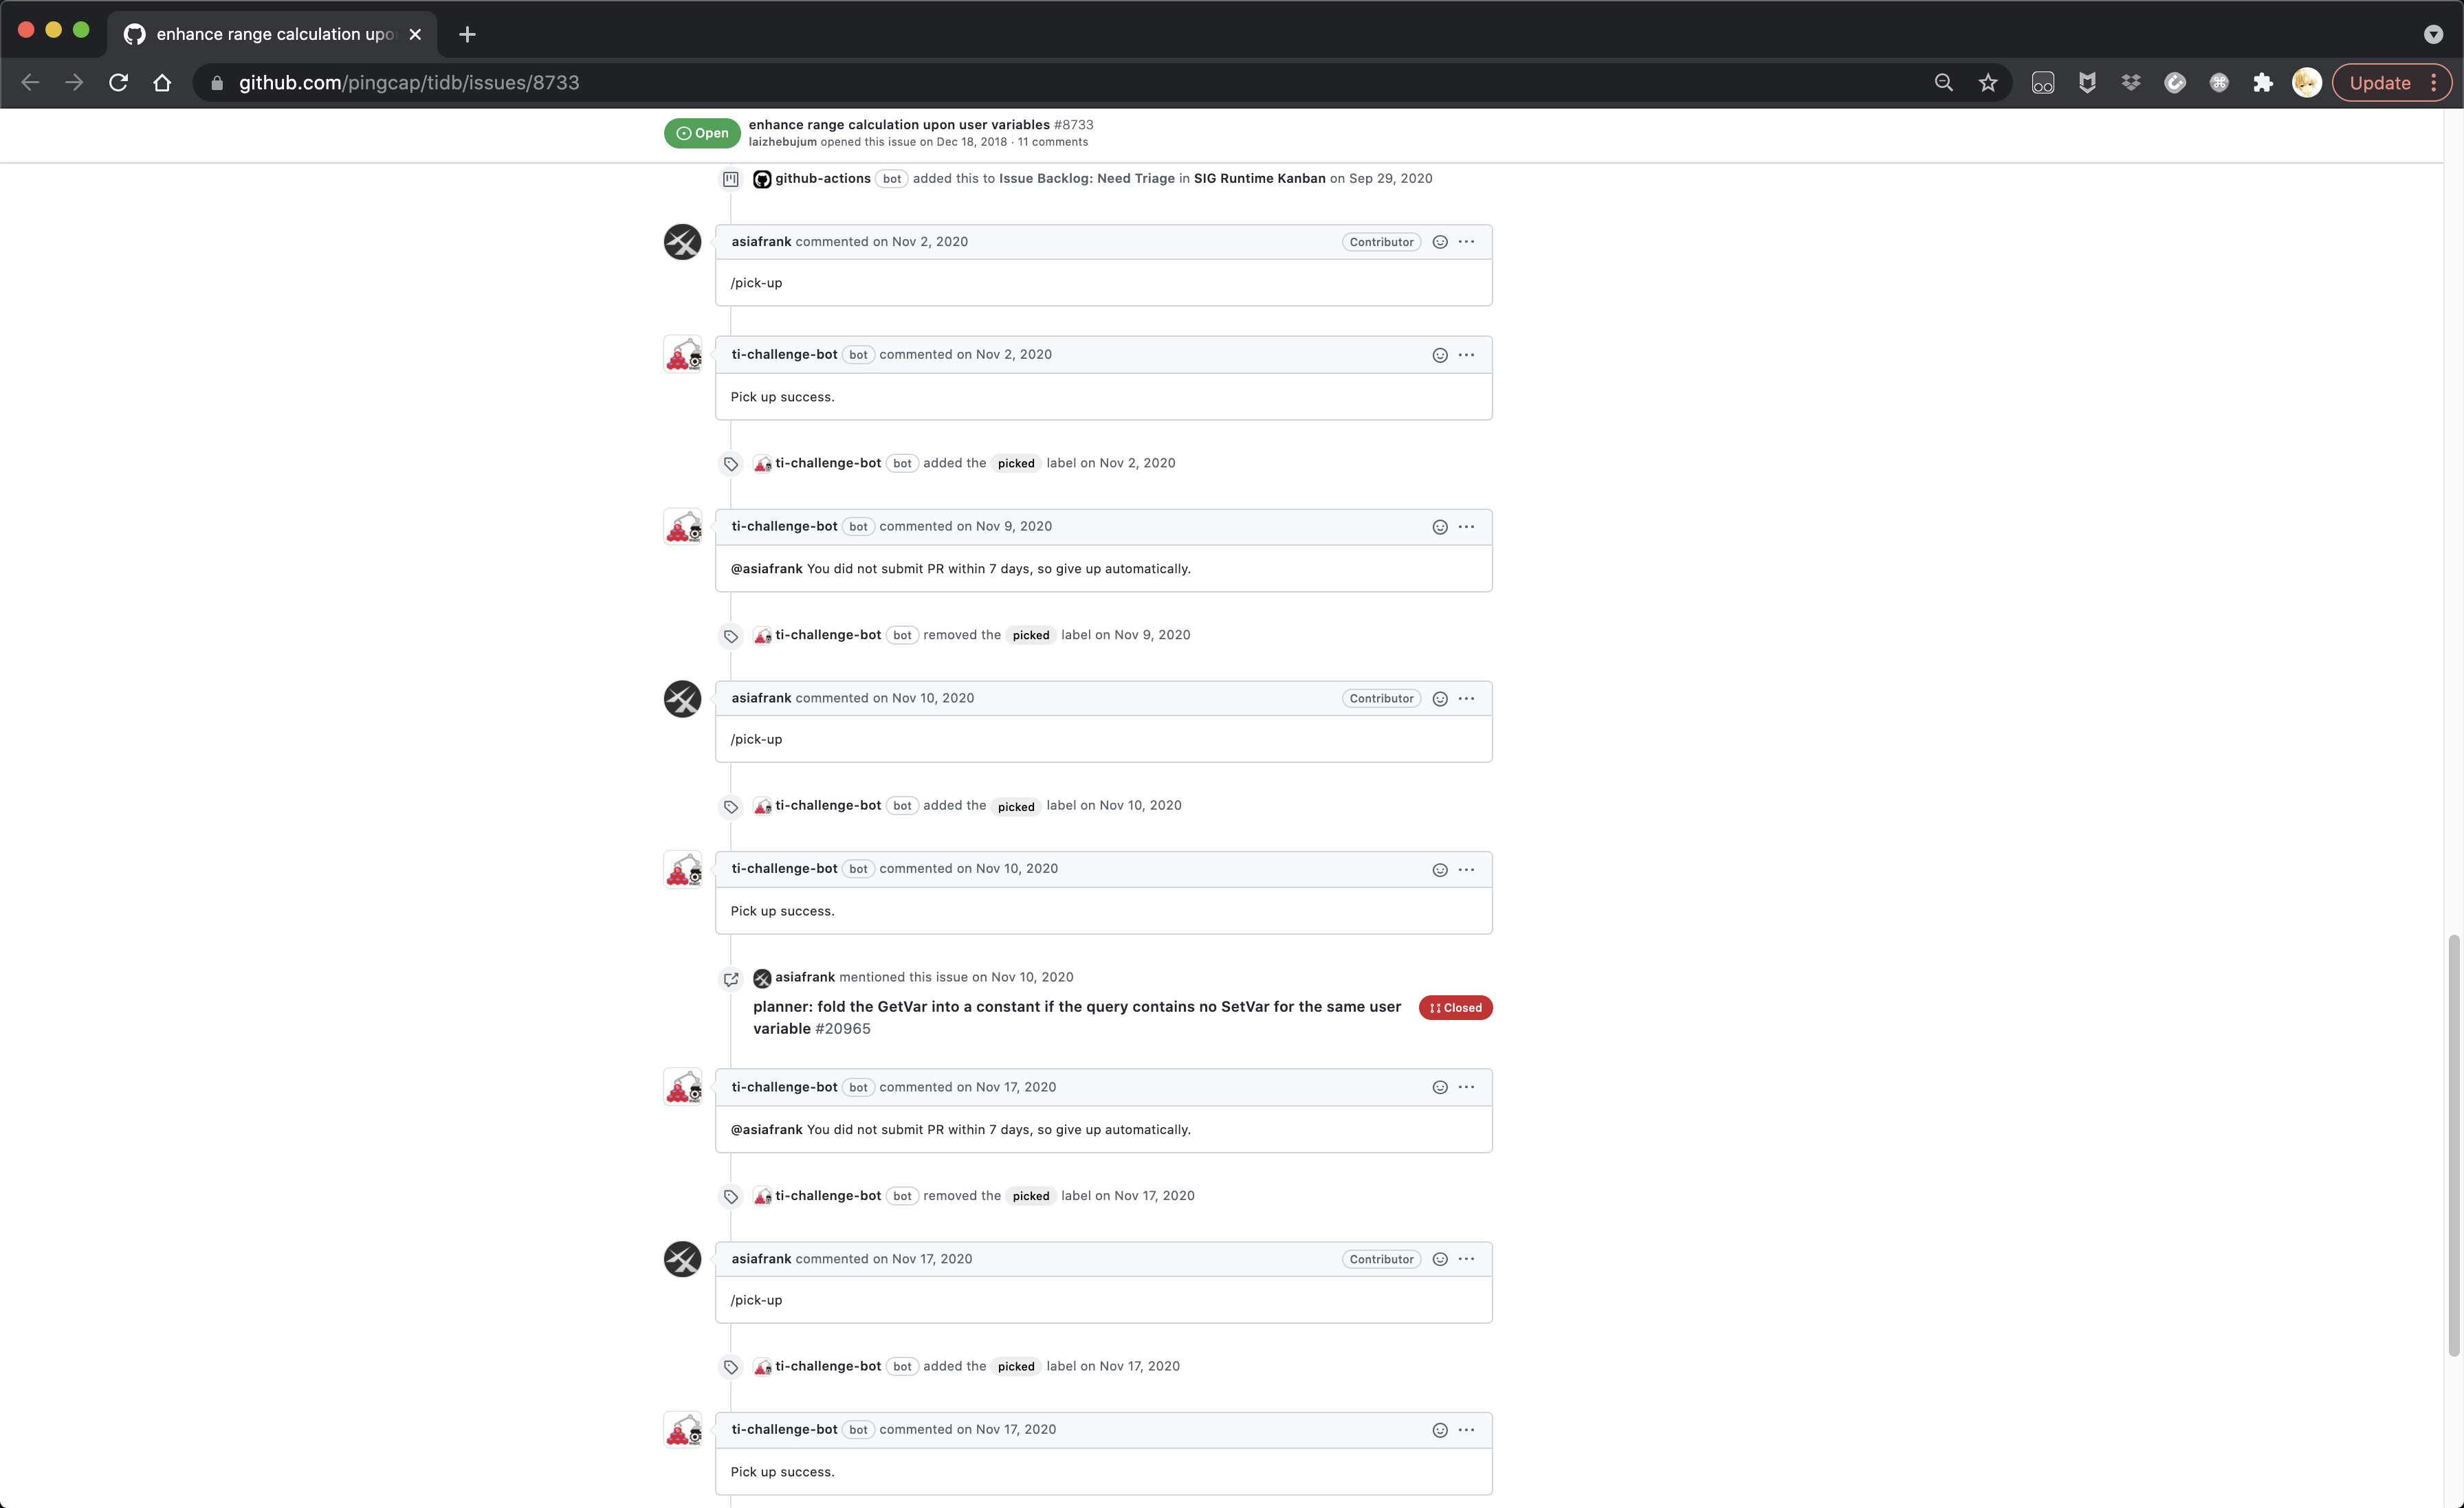 enhance range calculation upo
github.com/pingcap/tidb/issues/8733
Update
Open
enhance range calculation upon user variables #8733
laizhebujum opened this issue on Dec 18, 2018 · 11 comments
github-actions bot added this to Issue Backlog: Need Triage in SIG Runtime Kanban on Sep 29, 2020
asiafrank commented on Nov 2, 2020 Contributor
/pick-up
ti-challenge-bot bot commented on Nov 2, 2020
Pick up success.
ti-challenge-bot bot added the picked label on Nov 2, 2020
ti-challenge-bot bot commented on Nov 9, 2020
@asiafrank You did not submit PR within 7 days, so give up automatically.
ti-challenge-bot bot removed the picked label on Nov 9, 2020
asiafrank commented on Nov 10, 2020 Contributor
/pick-up
ti-challenge-bot bot added the picked label on Nov 10, 2020
ti-challenge-bot bot commented on Nov 10, 2020
Pick up success.
asiafrank mentioned this issue on Nov 10, 2020
planner: fold the GetVar into a constant if the query contains no SetVar for the same user
variable #20965
Closed
ti-challenge-bot bot commented on Nov 17, 2020
@asiafrank You did not submit PR within 7 days, so give up automatically.
ti-challenge-bot bot removed the picked label on Nov 17, 2020
asiafrank commented on Nov 17, 2020 Contributor
/pick-up
ti-challenge-bot bot added the picked label on Nov 17, 2020
ti-challenge-bot bot commented on Nov 17, 2020
Pick up success.